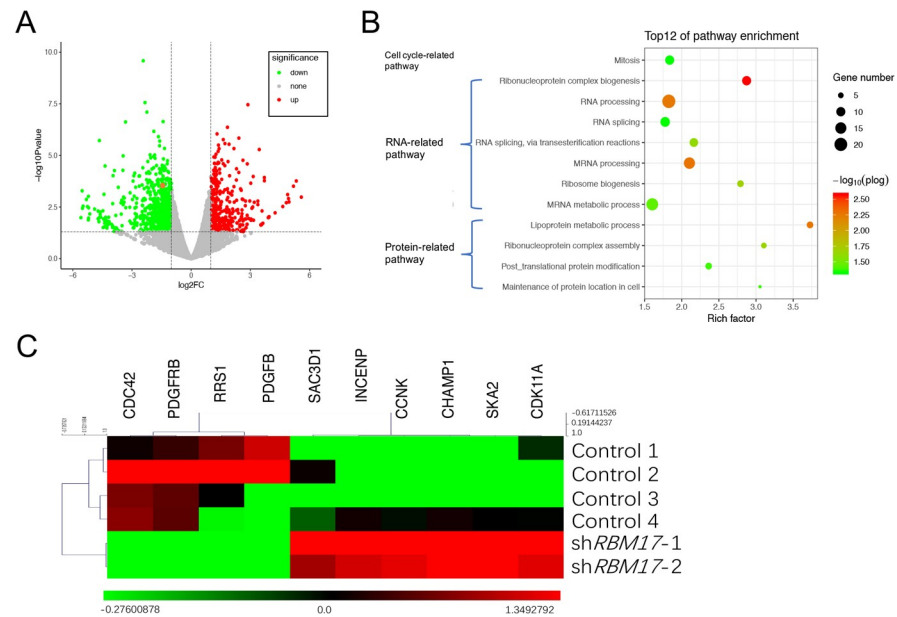 A
10.0
7.5
5.0
2.5
0.0
−log10Pvalue
−6
−3
0
3
6
log2FC
significance
down
none
up
B
Top12 of pathway enrichment
Cell cycle-related
pathway
RNA-related
pathway
Protein-related
pathway
Mitosis
Ribonucleoprotein complex biogenesis
RNA processing
RNA splicing
RNA splicing, via transesterification reactions
MRNA processing
Ribosome biogenesis
MRNA metabolic process
Lipoprotein metabolic process
Ribonucleoprotein complex assembly
Post_translational protein modification
Maintenance of protein location in cell
1.5 2.0 2.5 3.0 3.5
Rich factor
Gene number
5
10
15
20
−log10(plog)
2.50
2.25
2.00
1.75
1.50
C
CDC42 PDGFRB RRS1 PDGFB SAC3D1 INCENP CCNK CHAMP1 SKA2 CDK11A
-0.61711526
0.19144237
1.0
Control 1
Control 2
Control 3
Control 4
shRBM17-1
shRBM17-2
-0.27600878 0.0 1.3492792